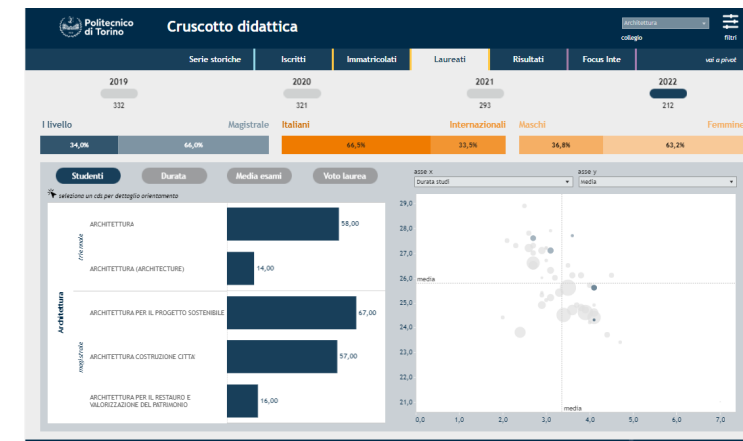 Politecnico
di Torino
Cruscotto didattica
Architettura
collegio
filtri
Serie storiche
Iscritti
Immatricolati
Laureati
Risultati
Focus Inte
vai a pivot
2019
2020
2021
2022
332
321
293
212
I livello
Magistrale
Italiani
Internazionali
Maschi
Femmine
34,0%
66,0%
66,5%
33,5%
36,8%
63,2%
Studenti
Durata
Media esami
Voto laurea
seleziona un cds per dettaglio orientamento
asse x
asse y
Durata studi
media
Architettura
triennale
ARCHITETTURA
58,00
ARCHITETTURA (ARCHITECTURE)
14,00
magistrale
ARCHITETTURA PER IL PROGETTO SOSTENIBILE
67,00
ARCHITETTURA COSTRUZIONE CITTA'
57,00
ARCHITETTURA PER IL RESTAURO E
VALORIZZAZIONE DEL PATRIMONIO
16,00
29,0
28,0
27,0
26,0
media
25,0
24,0
23,0
22,0
21,0
media
0,0
1,0
2,0
3,0
4,0
5,0
6,0
7,0